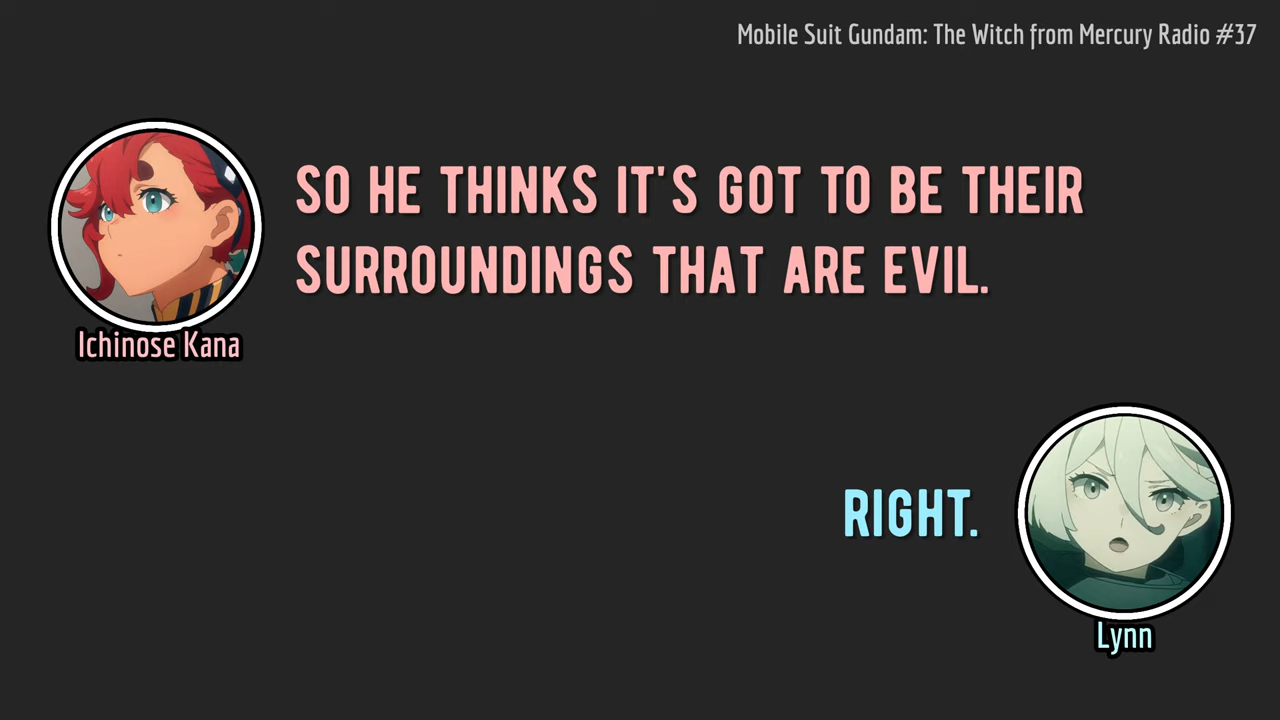 Mobile Suit Gundam: The Witch from Mercury Radio #37
SO HE THINKS IT'S GOT TO BE THEIR
SURROUNDINGS THAT ARE EVIL.
Ichinose Kana
RIGHT.
Lynn